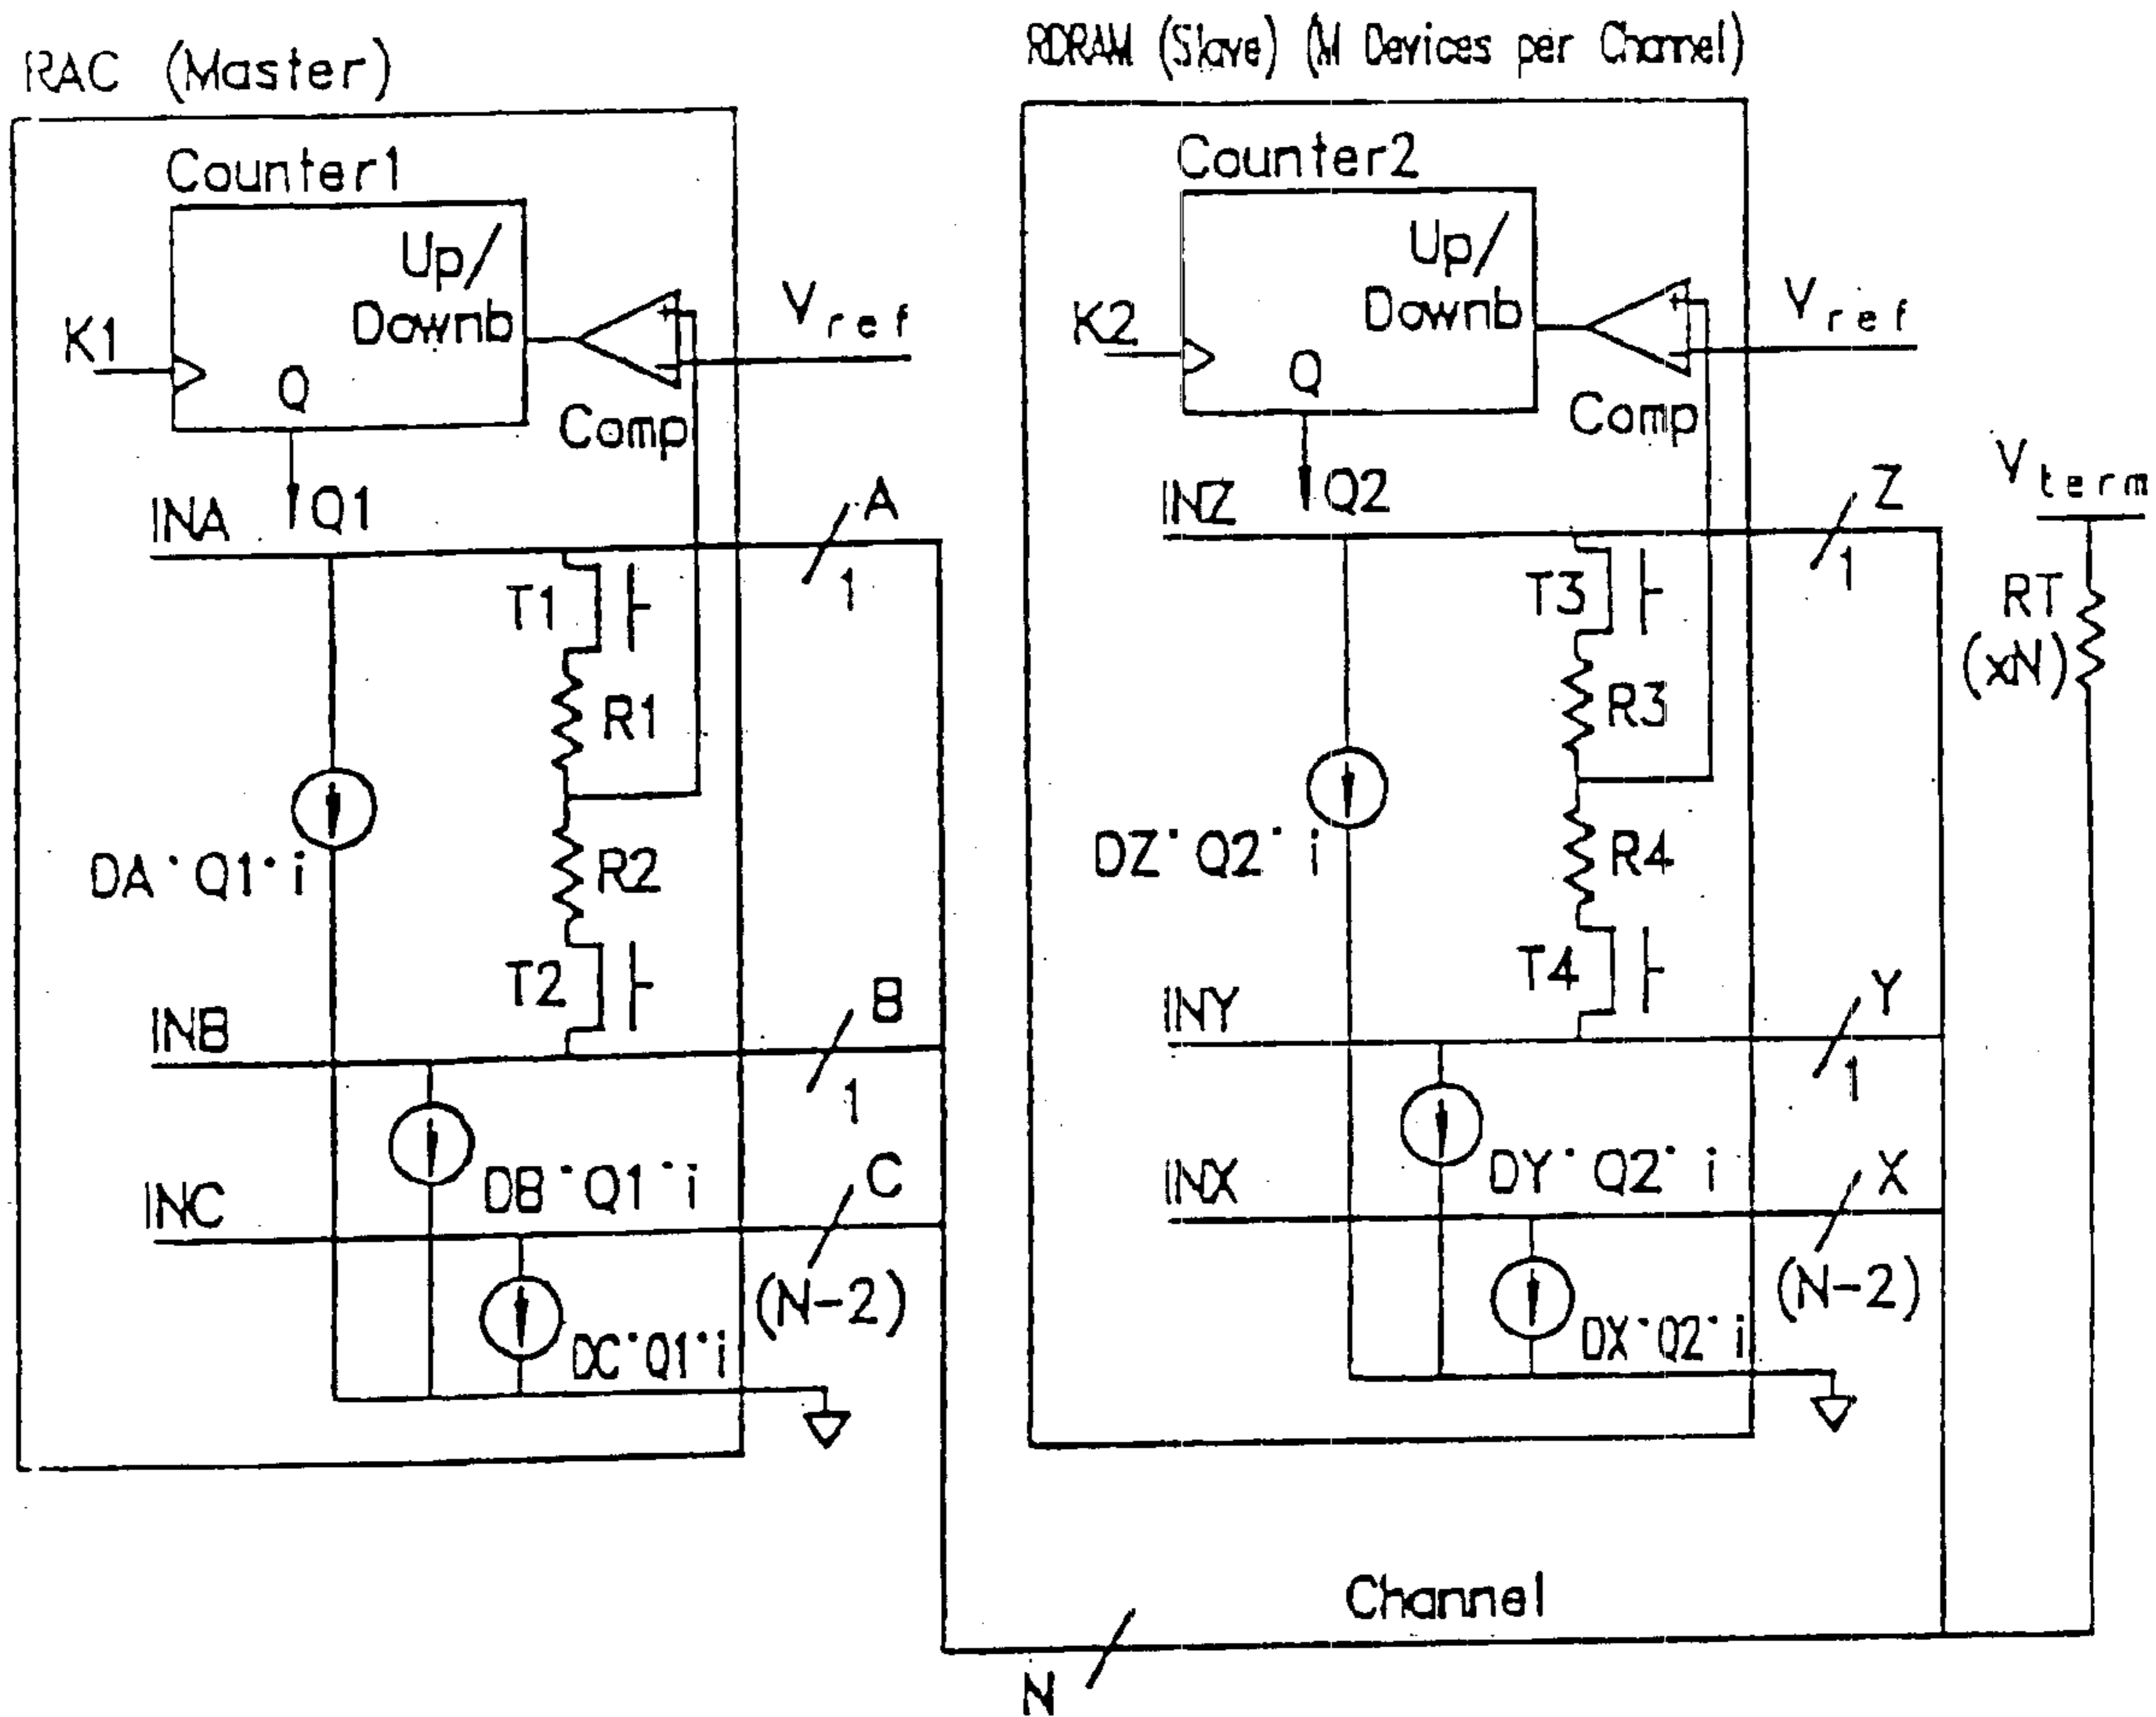 RAC (Master)
RDRAM (Slave) (M Devices per Channel)
Counter1
Up/
Downb
K1
Q
Q1
+
-
Comp
Vref
Counter2
Up/
Downb
K2
Q
Q2
+
-
Comp
Vref
Vterm
RT
(xN)
INA
A
1
T1
R1
R2
T2
DA·Q1·i
INB
B
1
DB·Q1·i
INC
C
(N-2)
DC·Q1·i
INZ
Z
1
T3
R3
R4
T4
DZ·Q2·i
INY
Y
1
DY·Q2·i
INX
X
(N-2)
DX·Q2·i
Channel
N